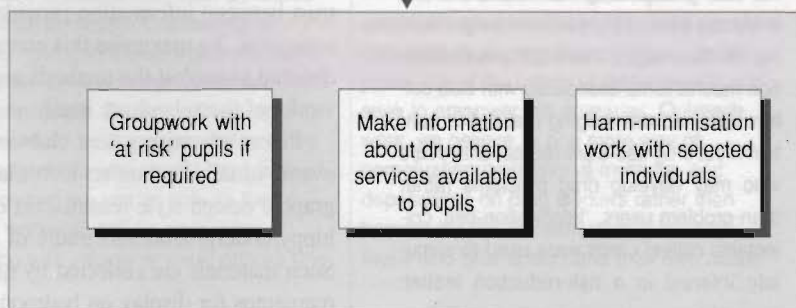 Groupwork with
'at risk' pupils if
required
Make information
about drug help
services available
to pupils
Harm-minimisation
work with selected
individuals